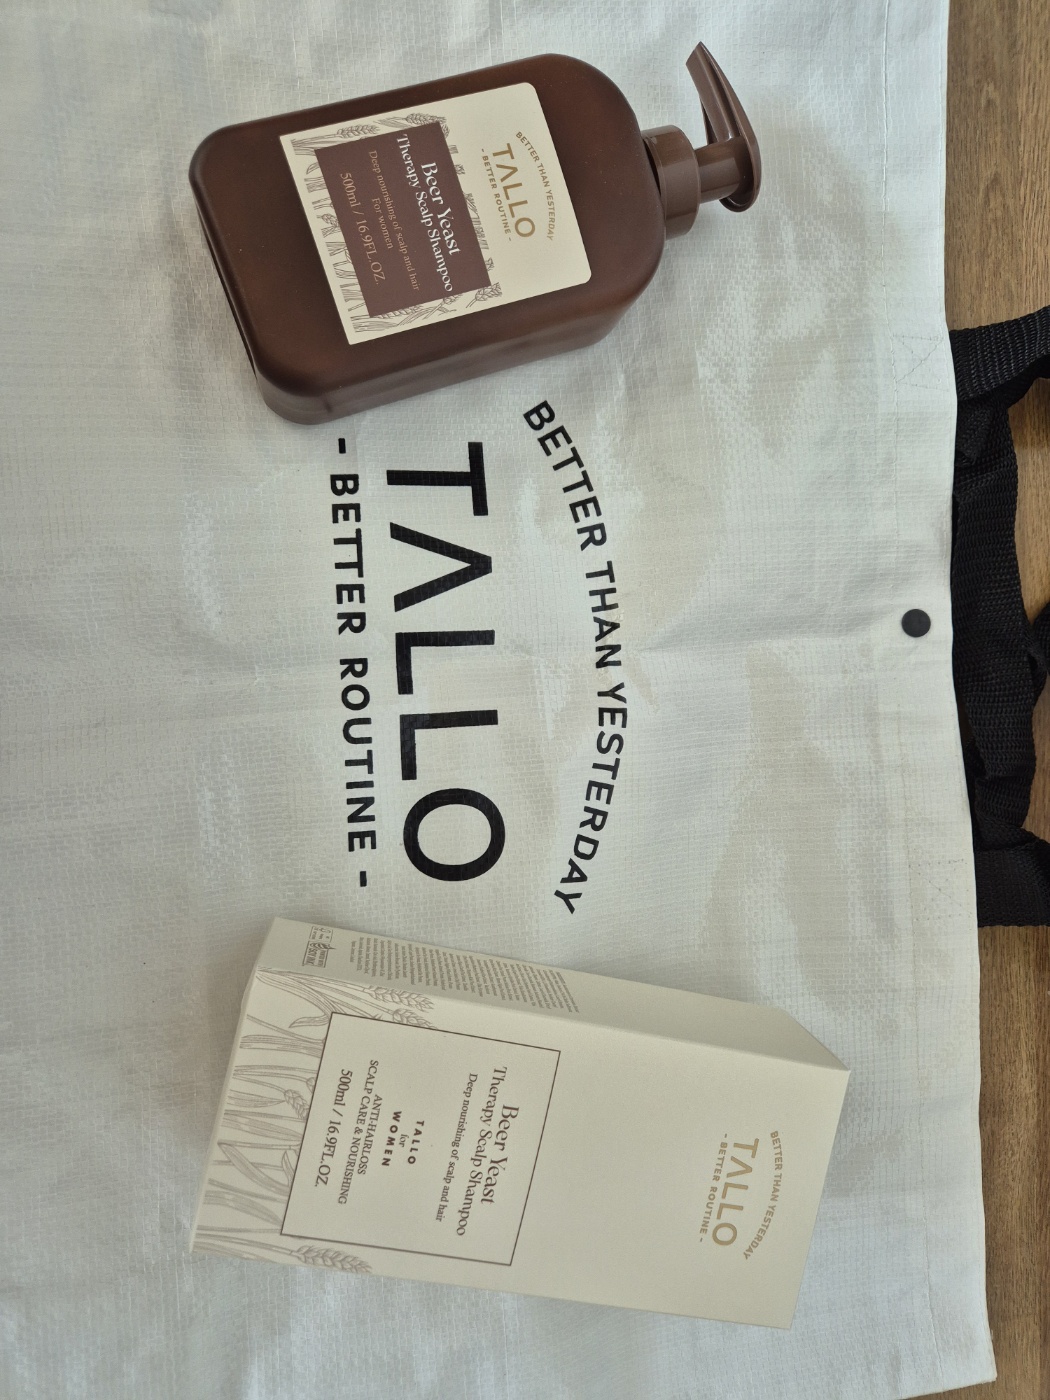 BETTER THAN YESTERDAY
TALLO
- BETTER ROUTINE -
Beer Yeast
Therapy Scalp Shampoo
Deep nourishing of scalp and hair
For women
500ml / 16.9FL.OZ.
BETTER THAN YESTERDAY
TALLO
- BETTER ROUTINE -
BETTER THAN YESTERDAY
TALLO
- BETTER ROUTINE -
Beer Yeast
Therapy Scalp Shampoo
Deep nourishing of scalp and hair
TALLO
for
WOMEN
ANTI-HAIRLOSS
SCALP CARE & NOURISHING
500ml / 16.9FL.OZ.